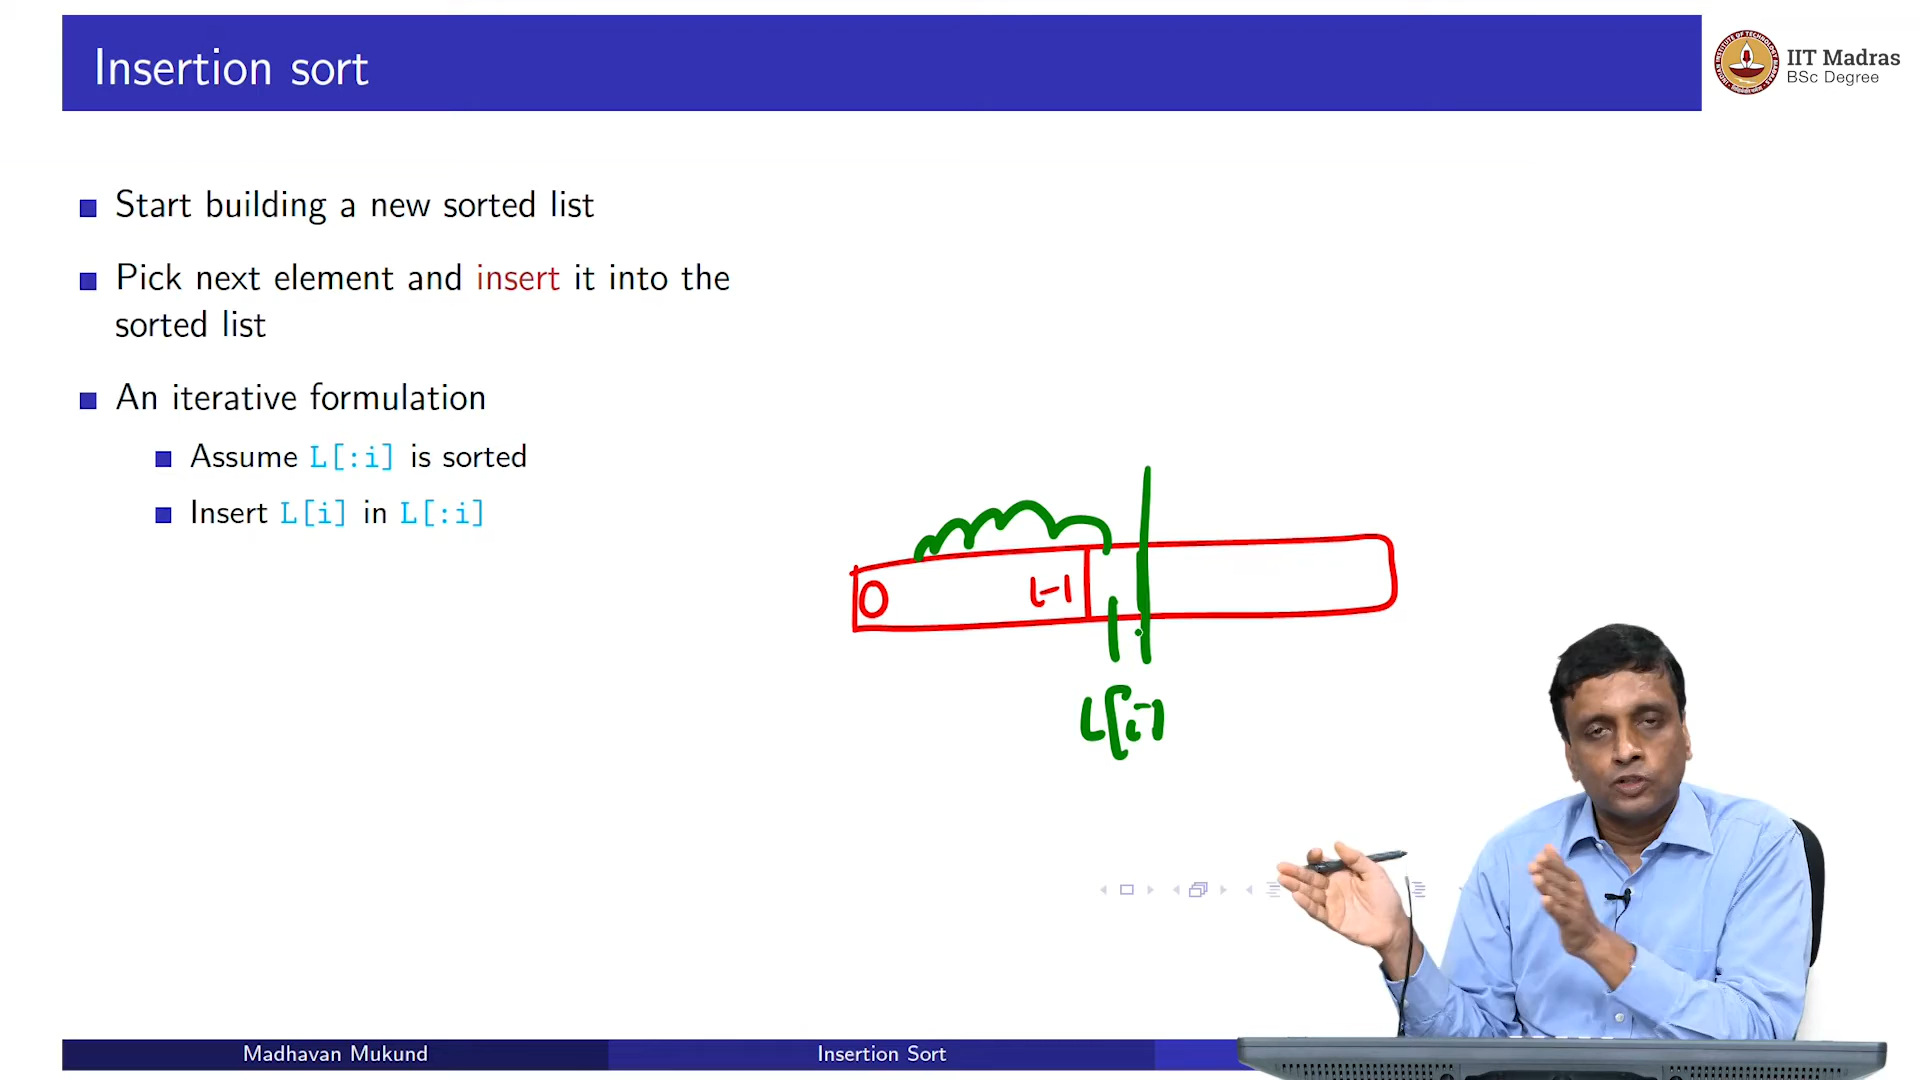 Insertion sort
IIT Madras
BSc Degree
Start building a new sorted list
Pick next element and insert it into the
sorted list
An iterative formulation
Assume L[:i] is sorted
Insert L[i] in L[:i]
0 i-1
L[i]
Madhavan Mukund
Insertion Sort